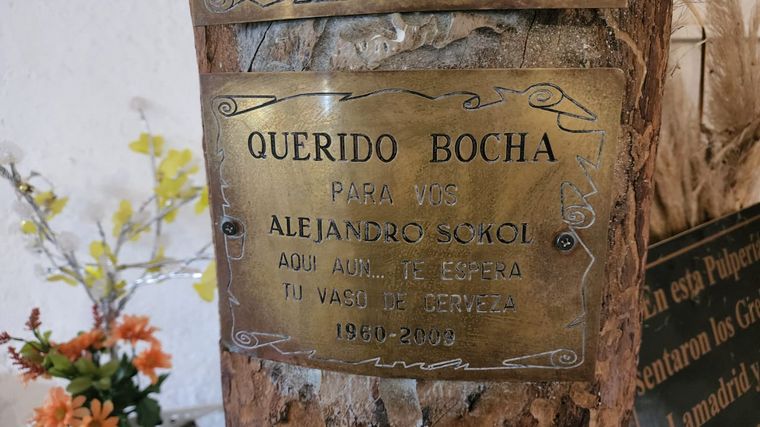 QUERIDO BOCHA
PARA VOS
ALEJANDRO SOKOL
AQUI AUN... TE ESPERA
TU VASO DE CERVEZA
1960-2009
En esta Pulperí
sentaron los Gre
Lamadrid y